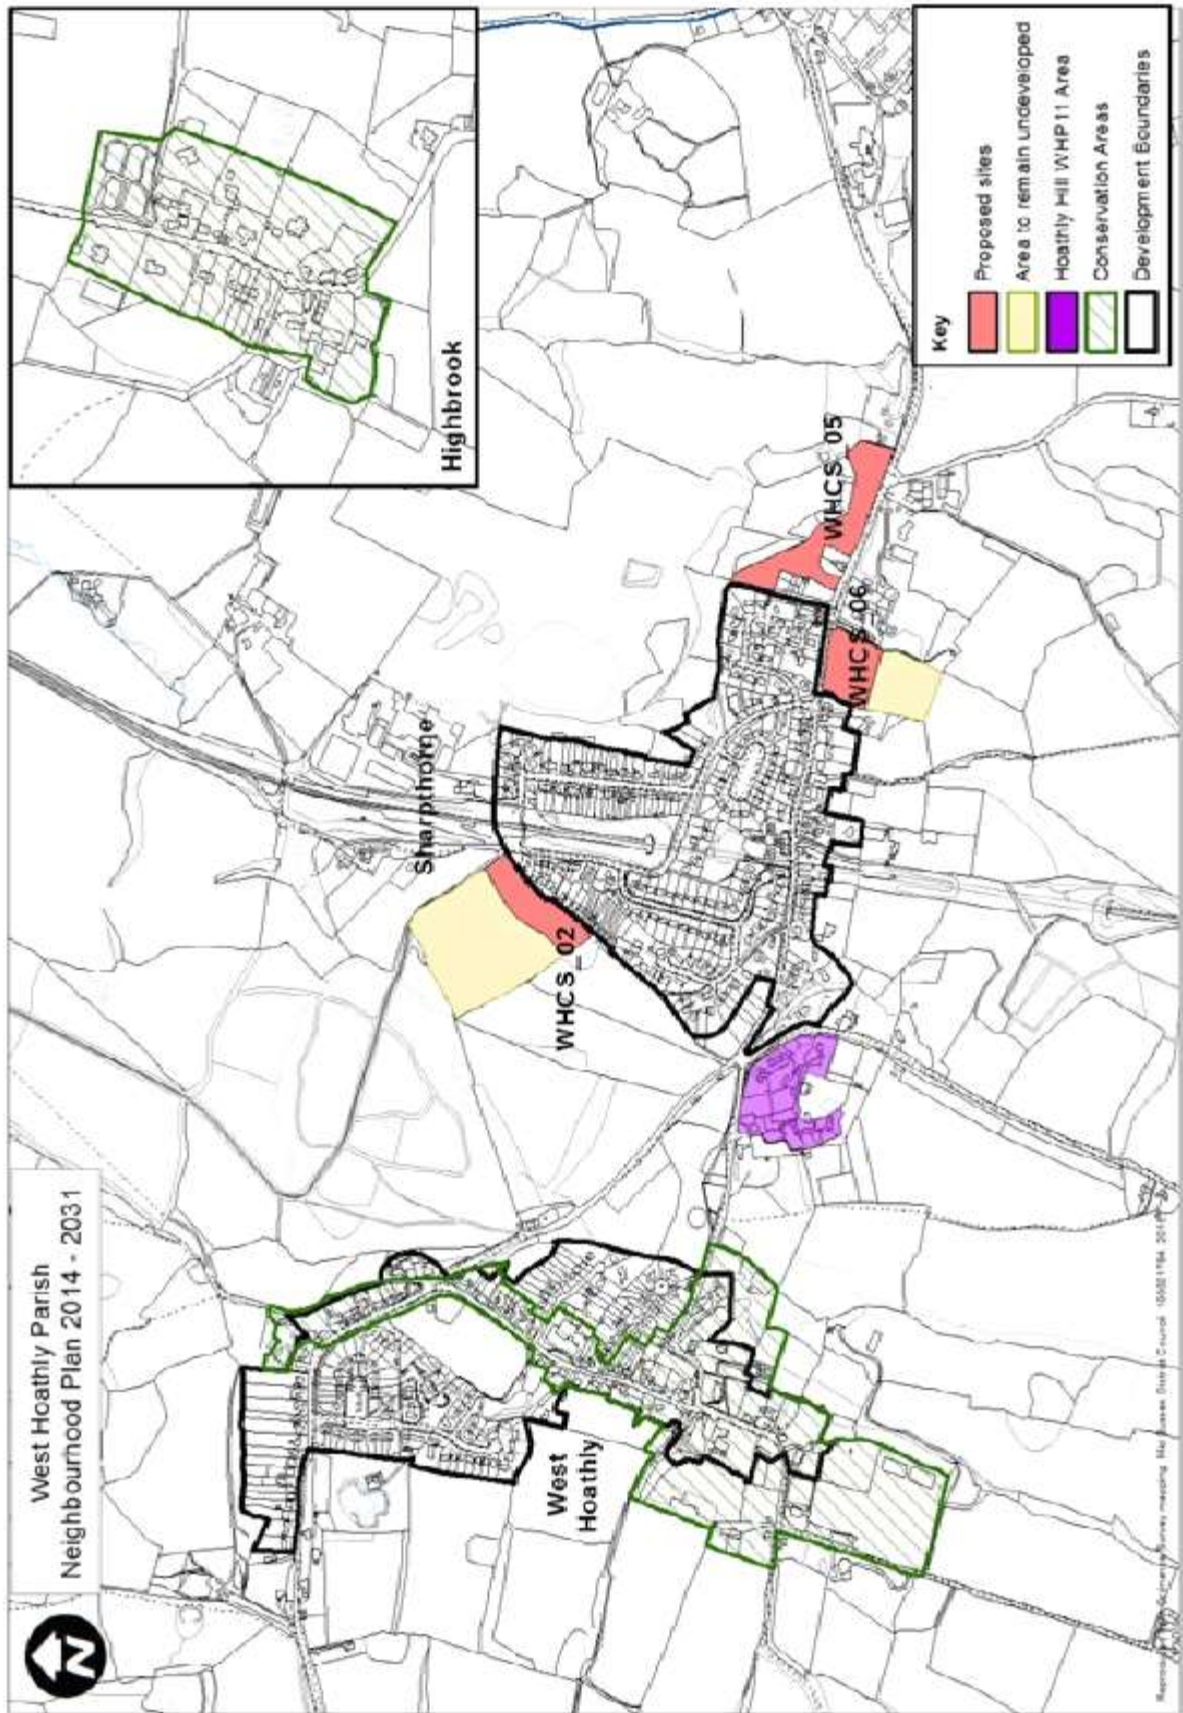 West Hoathly Parish
Neighbournood Plan 2014 - 2031
N
Highbrook
Sharpthorne
WHCS_02
WHCS_05
WHCS_06
West
Hoathly
Key
Proposed sites
Area to remain undeveloped
Hoathly Hill WHP11 Area
Conservation Areas
Development Boundaries